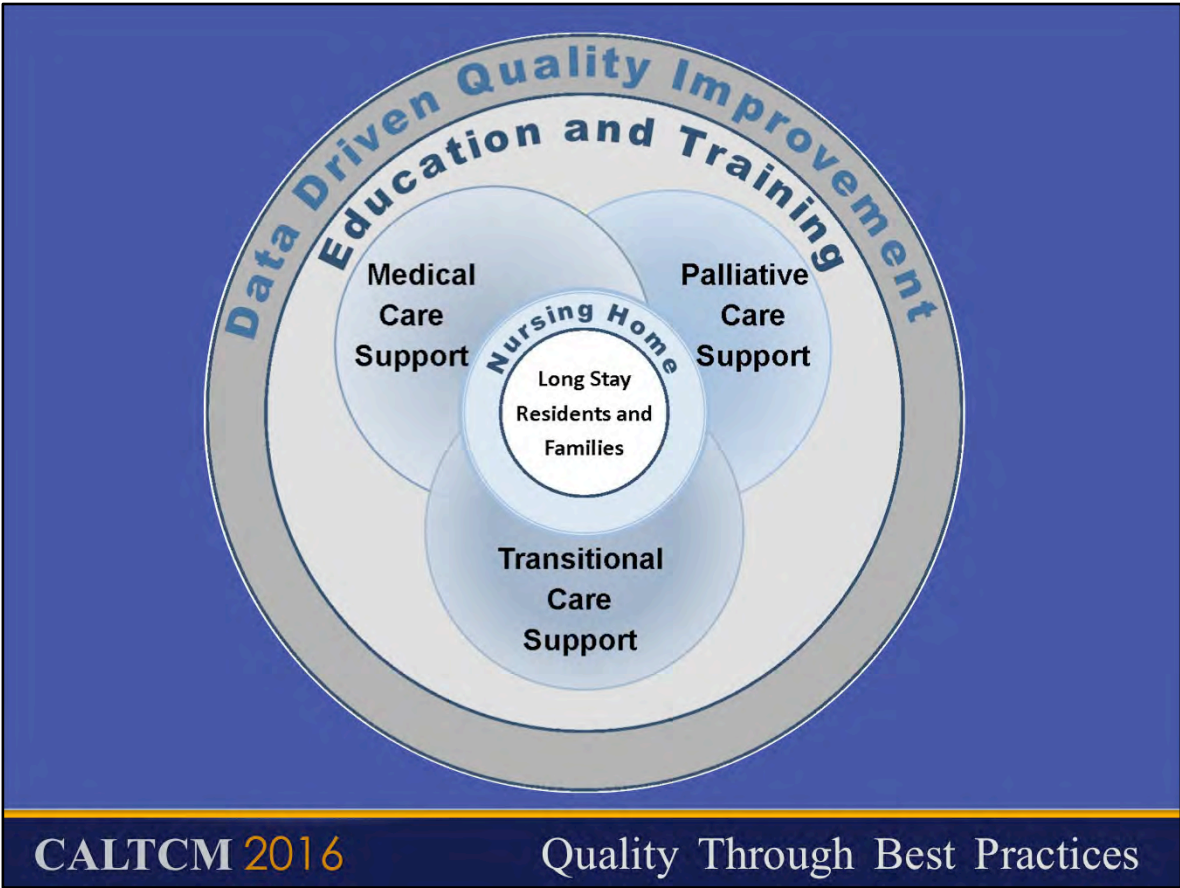 Data Driven Quality Improvement
Education and Training
Medical
Care
Support
Palliative
Care
Support
Nursing Home
Long Stay
Residents and
Families
Transitional
Care
Support
CALTCM 2016
Quality Through Best Practices